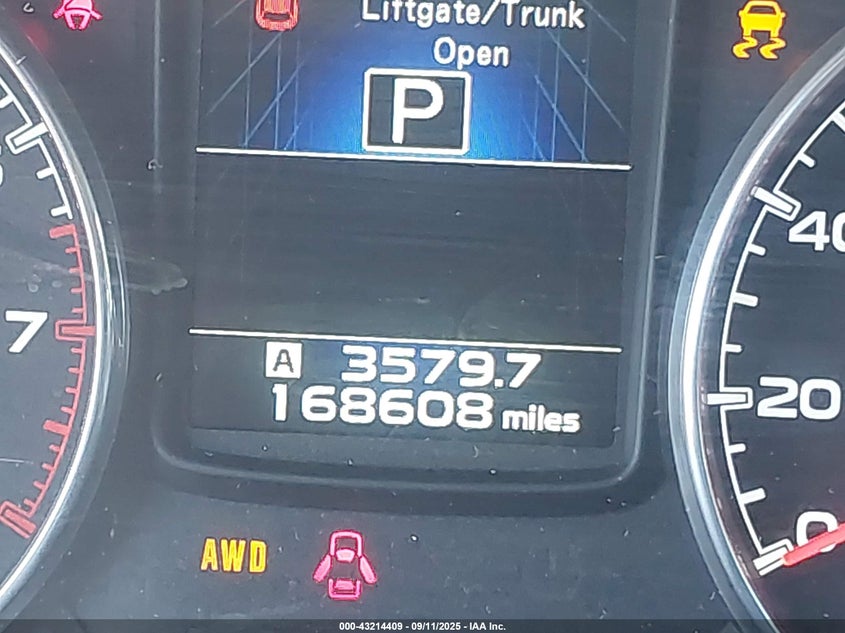 Liftgate/Trunk
Open
P
7
40
20
0
A 3579.7
168608 miles
AWD
000-43214409 - 09/11/2025 - IAA Inc.